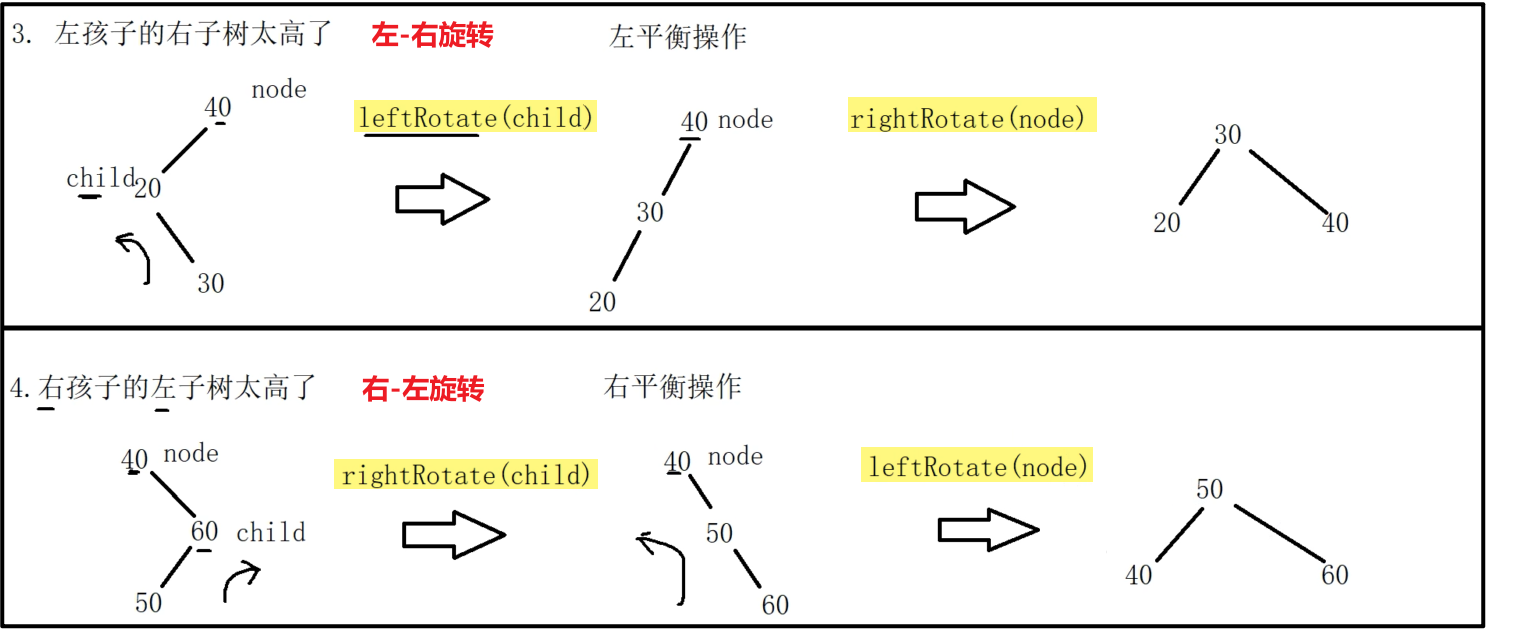 3. 左孩子的右子树太高了 左-右旋转 左平衡操作
40 node
leftRotate(child)
rightRotate(node)
child 20
30
40 node
30
20
30
20 40
4. 右孩子的左子树太高了 右-左旋转 右平衡操作
40 node
rightRotate(child)
leftRotate(node)
60 child
50
40 node
50
60
50
40 60